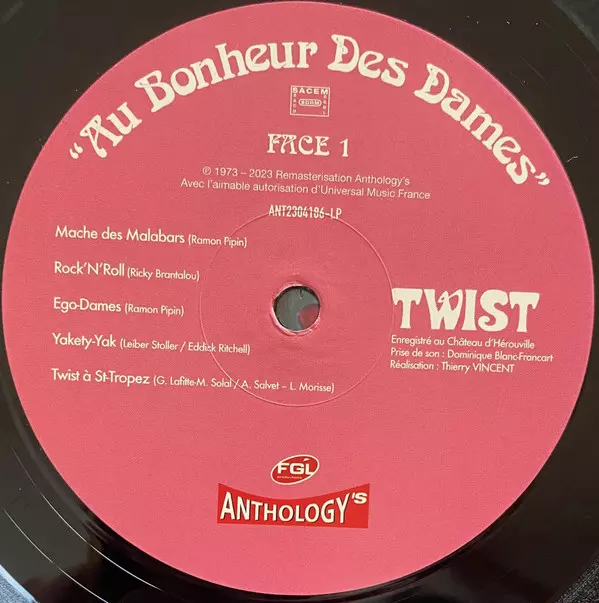 "Au Bonheur Des Dames"
SACEM
SDRM
FACE 1
℗ 1973 – 2023 Remasterisation Anthology's
Avec l'aimable autorisation d'Universal Music France
ANT2304186-LP
Mache des Malabars (Ramon Pipin)
Rock'N'Roll (Ricky Brantalou)
Ego-Dames (Ramon Pipin)
Yakety-Yak (Leiber Stoller / Eddick Ritchell)
Twist à St-Tropez (G. Lafitte-M. Solal / A. Salvet – L. Morisse)
TWIST
Enregistré au Château d'Hérouville
Prise de son : Dominique Blanc-Francart
Réalisation : Thierry VINCENT
FGL
productions
ANTHOLOGY'S